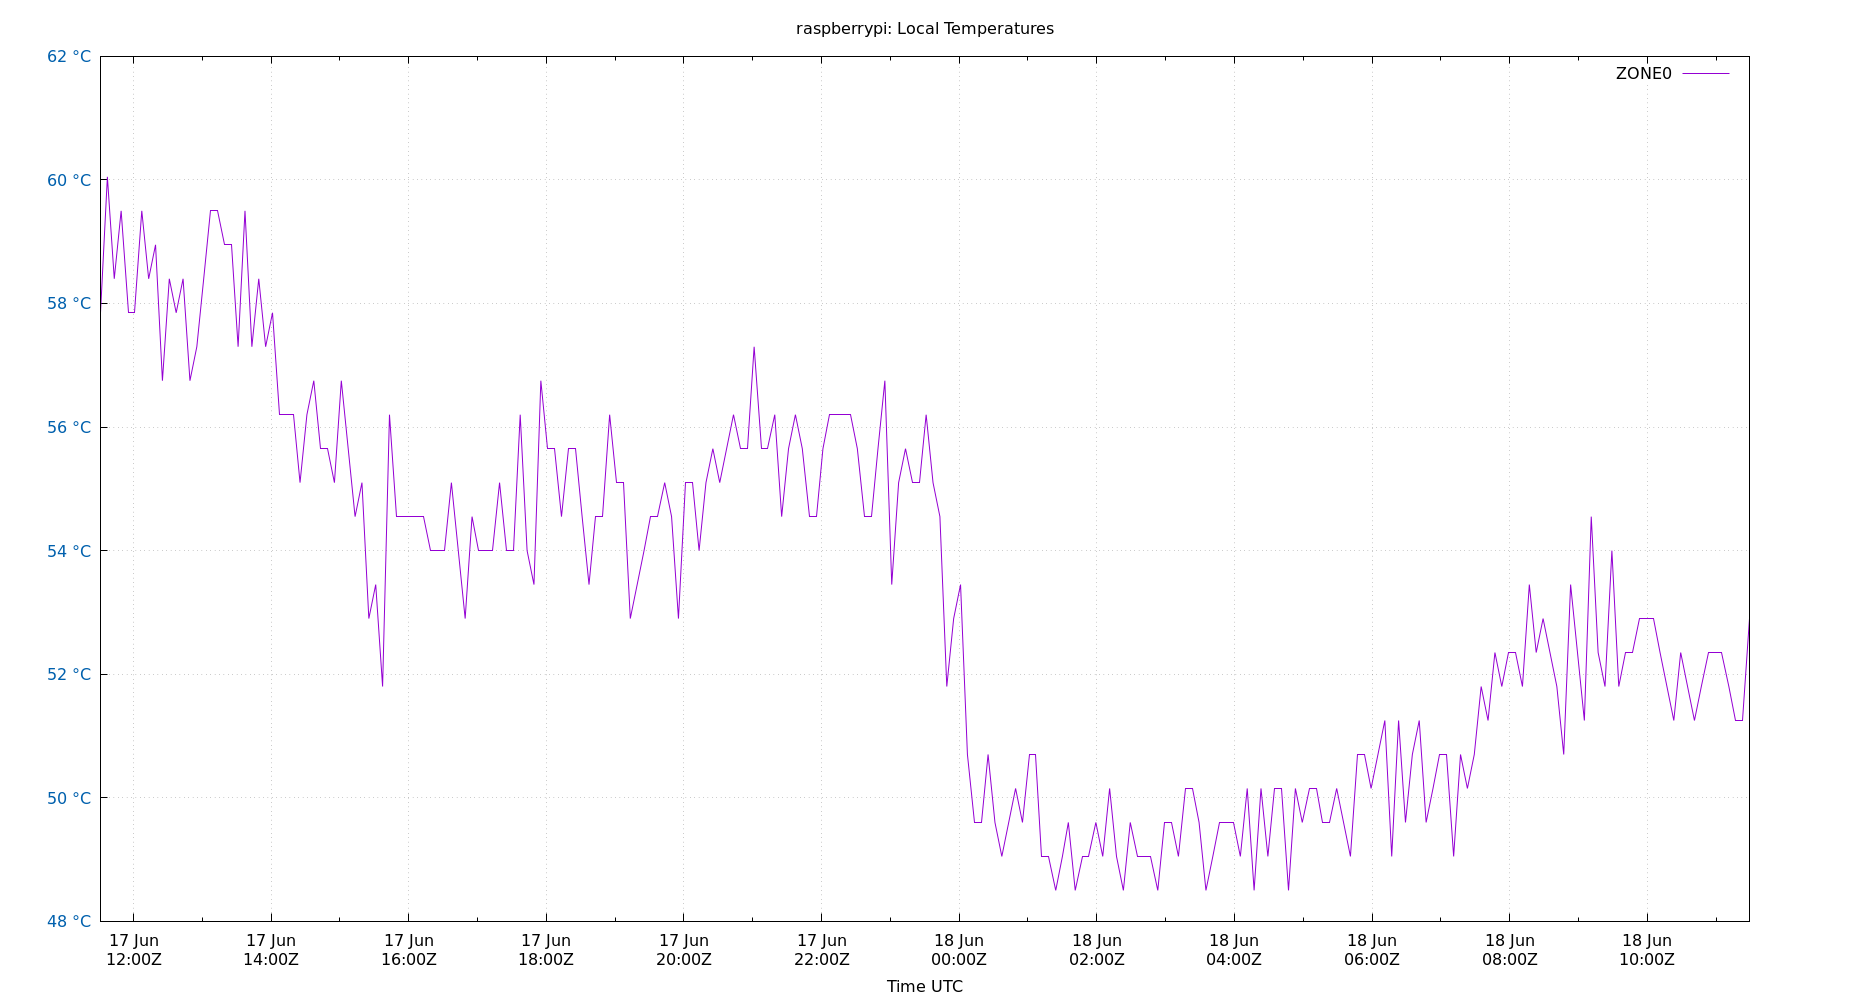 raspberrypi: Local Temperatures
62 °C
ZONE0
60 °C
58 °C
56 °C
54 °C
52 °C
50 °C
48 °C
17 Jun 17 Jun 17 Jun 17 Jun 17 Jun 17 Jun 18 Jun 18 Jun 18 Jun 18 Jun 18 Jun 18 Jun
12:00Z 14:00Z 16:00Z 18:00Z 20:00Z 22:00Z 00:00Z 02:00Z 04:00Z 06:00Z 08:00Z 10:00Z
Time UTC